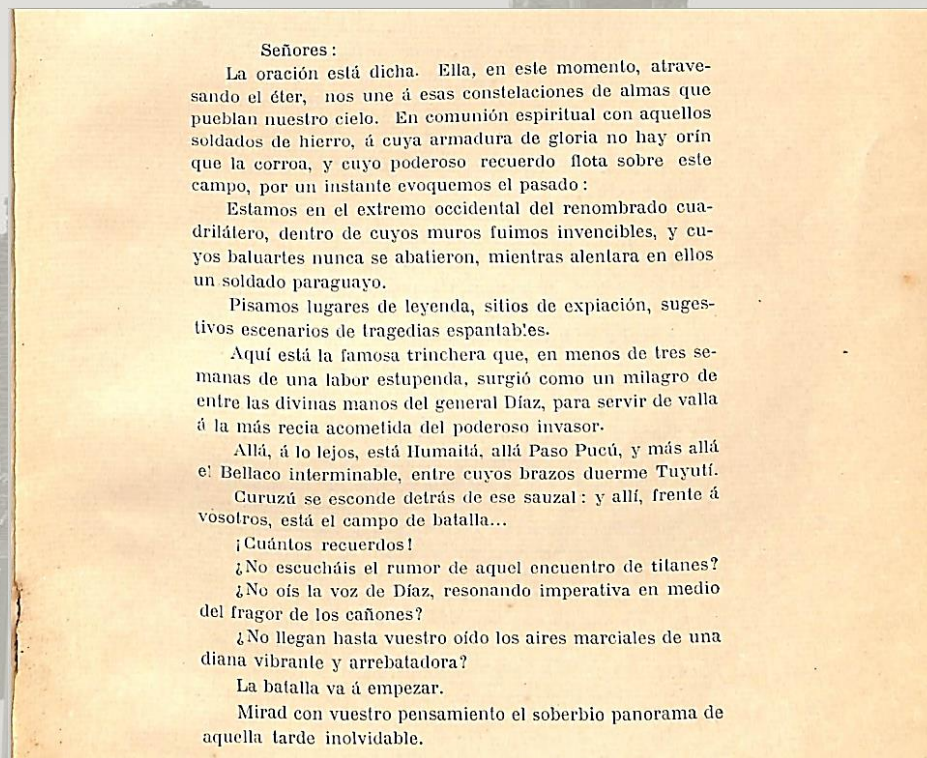 Señores :
La oración está dicha. Ella, en este momento, atrave-
sando el éter, nos une á esas constelaciones de almas que
pueblan nuestro cielo. En comunión espiritual con aquellos
soldados de hierro, á cuya armadura de gloria no hay orín
que la corroa, y cuyo poderoso recuerdo flota sobre este
campo, por un instante evoquemos el pasado :
Estamos en el extremo occidental del renombrado cua-
drilátero, dentro de cuyos muros fuimos invencibles, y cu-
yos baluartes nunca se abatieron, mientras alentara en ellos
un soldado paraguayo.
Pisamos lugares de leyenda, sitios de expiación, suges-
tivos escenarios de tragedias espantables.
Aquí está la famosa trinchera que, en menos de tres se-
manas de una labor estupenda, surgió como un milagro de
entre las divinas manos del general Díaz, para servir de valla
á la más recia acometida del poderoso invasor.
Allá, á lo lejos, está Humaitá, allá Paso Pucú, y más allá
el Bellaco interminable, entre cuyos brazos duerme Tuyutí.
Curuzú se esconde detrás de ese sauzal : y allí, frente á
vosotros, está el campo de batalla...
¡Cuántos recuerdos!
¿No escucháis el rumor de aquel encuentro de titanes?
¿No oís la voz de Díaz, resonando imperativa en medio
del fragor de los cañones?
¿No llegan hasta vuestro oído los aires marciales de una
diana vibrante y arrebatadora?
La batalla va á empezar.
Mirad con vuestro pensamiento el soberbio panorama de
aquella tarde inolvidable.